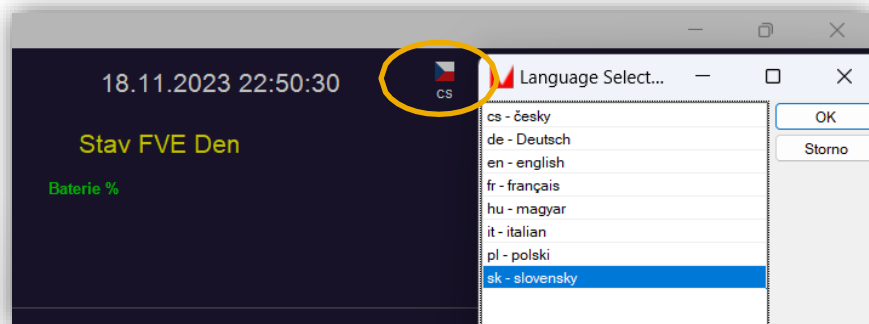 18.11.2023 22:50:30
cs
Stav FVE Den
Baterie %
Language Select...
cs - česky
de - Deutsch
en - english
fr - français
hu - magyar
it - italian
pl - polski
sk - slovensky
OK
Storno